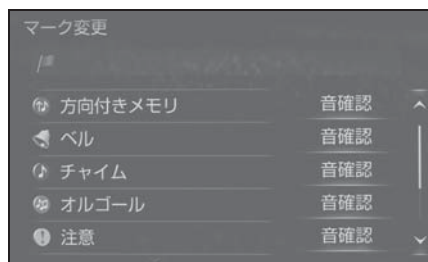 マーク変更
方向付きメモリ 音確認
ベル 音確認
チャイム 音確認
オルゴール 音確認
注意 音確認